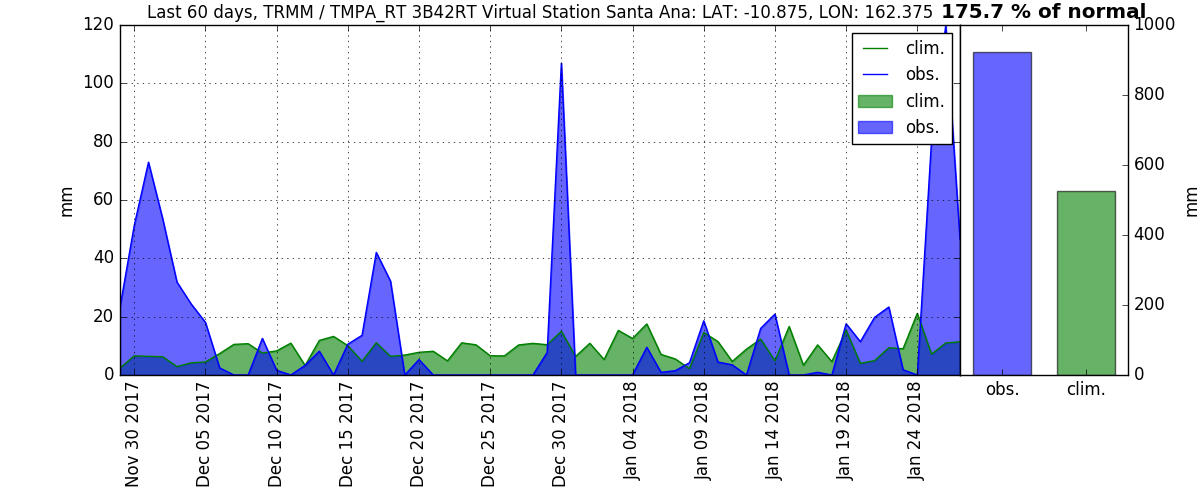 Last 60 days, TRMM / TMPA_RT 3B42RT Virtual Station Santa Ana: LAT: -10.875, LON: 162.375 175.7 % of normal
120
100
80
60
40
20
0
mm
clim.
obs.
clim.
obs.
1000
800
600
400
200
0
mm
obs.
clim.
Nov 30 2017
Dec 05 2017
Dec 10 2017
Dec 15 2017
Dec 20 2017
Dec 25 2017
Dec 30 2017
Jan 04 2018
Jan 09 2018
Jan 14 2018
Jan 19 2018
Jan 24 2018